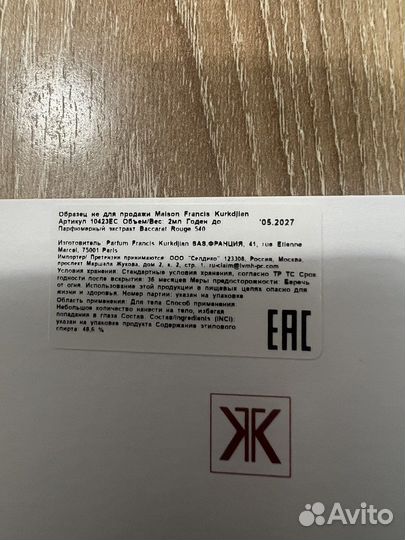 Образец не для продажи Maison Francis Kurkdjian
Артикул 10423EC Объем/Вес: 2мл Годен до '05.2027
Парфюмерный экстракт Baccarat Rouge 540
Изготовитель: Parfum Francis Kurkdjian SAS,ФРАНЦИЯ, 41, rue Etienne
Marcel, 75001 Paris
Импортер/ Претензии принимаются: ООО "Селдико" 123308, Россия, Москва,
проспект Маршала Жукова, дом 2, к. 2, стр. 1. ru-claim@lvmh-pc.com
Условия хранения: Стандартные условия хранения, согласно ТР ТС Срок
годности после вскрытия: 36 месяцев Меры предосторожности: Беречь
от огня. Использование этой продукции в пищевых целях опасно для
жизни и здоровья. Номер партии: указан на упаковке
Область применения: Для тела Способ применения:
Небольшое количество нанести на тело, избегая
попадания в глаза Состав: Состав/Ingredients (INCI):
указан на упаковке продукта Содержание этилового
спирта: 48,6 %
EAC
Avito